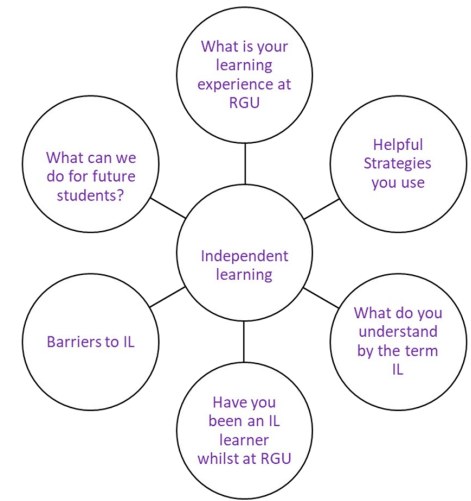 What is your
learning
experience at
RGU
Helpful
Strategies
you use
What can we
do for future
students?
Independent
learning
What do you
understand
by the term
IL
Barriers to IL
Have you
been an IL
learner
whilst at RGU